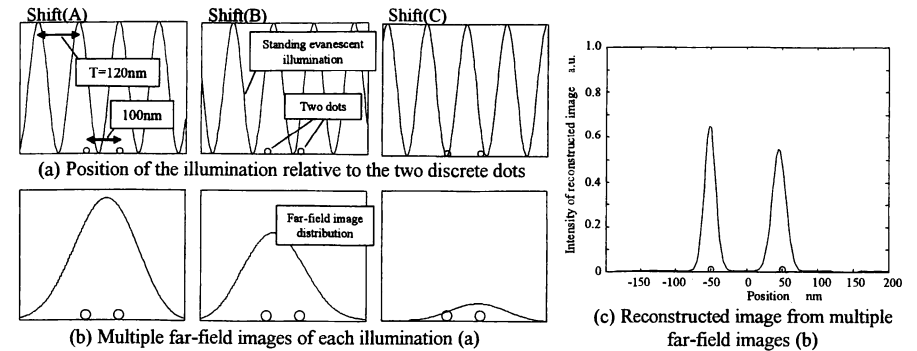 Shift(A)
Shift(B)
Shift(C)
T=120nm
100nm
Standing evanescent
illumination
Two dots
(a) Position of the illumination relative to the two discrete dots
Far-field image
distribution
(b) Multiple far-field images of each illumination (a)
Intensity of reconstructed image a.u.
1.0
0.8
0.6
0.4
0.2
0
-150
-100
-50
0
50
100
150
200
Position nm
(c) Reconstructed image from multiple
far-field images (b)